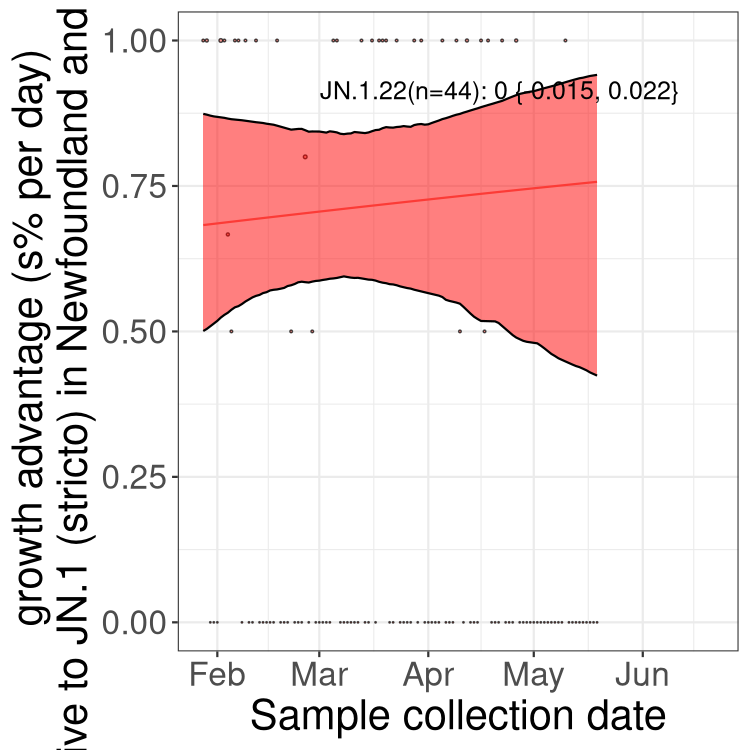 growth advantage (s% per day)
ive to JN.1 (stricto) in Newfoundland and
1.00
0.75
0.50
0.25
0.00
JN.1.22(n=44): 0 { 0.015, 0.022}
Feb Mar Apr May Jun
Sample collection date